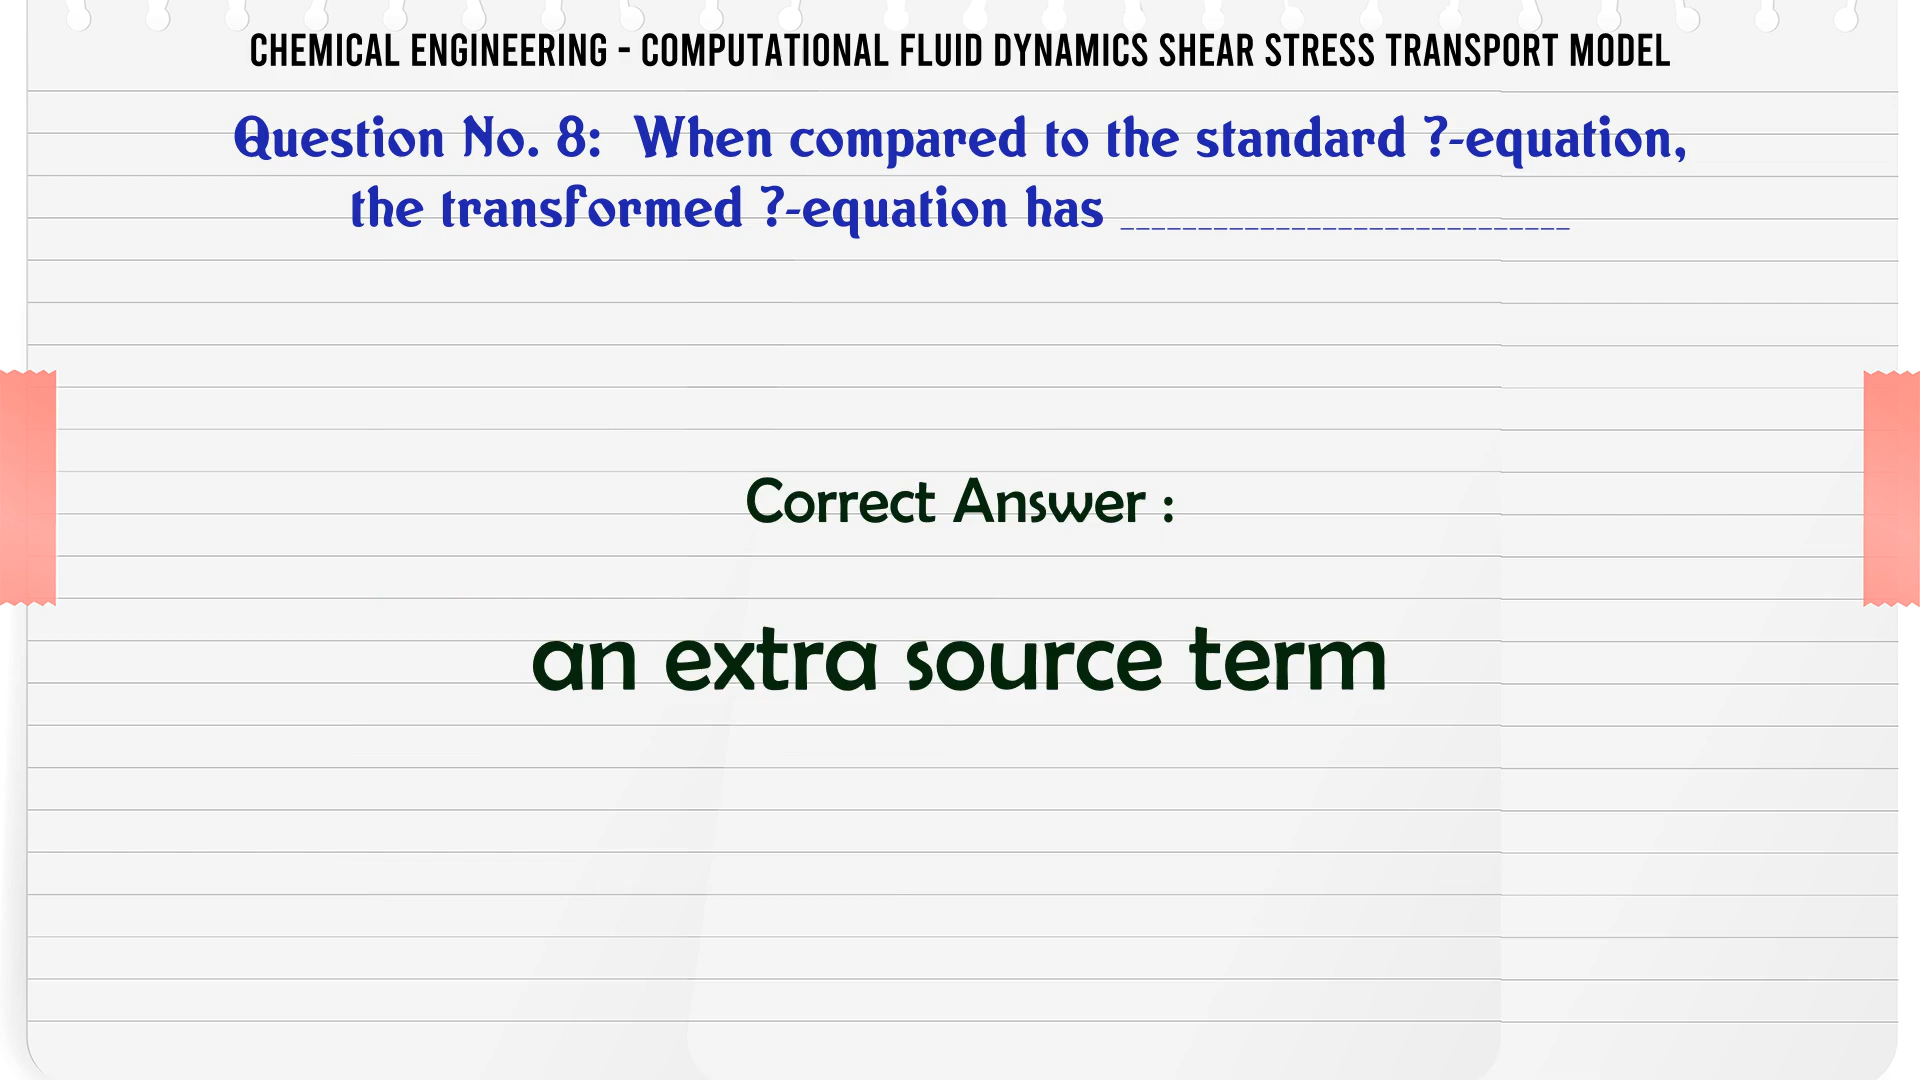 CHEMICAL ENGINEERING - COMPUTATIONAL FLUID DYNAMICS SHEAR STRESS TRANSPORT MODEL
Question No. 8: When compared to the standard ?-equation,
the transformed ?-equation has _____________________________
Correct Answer :
an extra source term